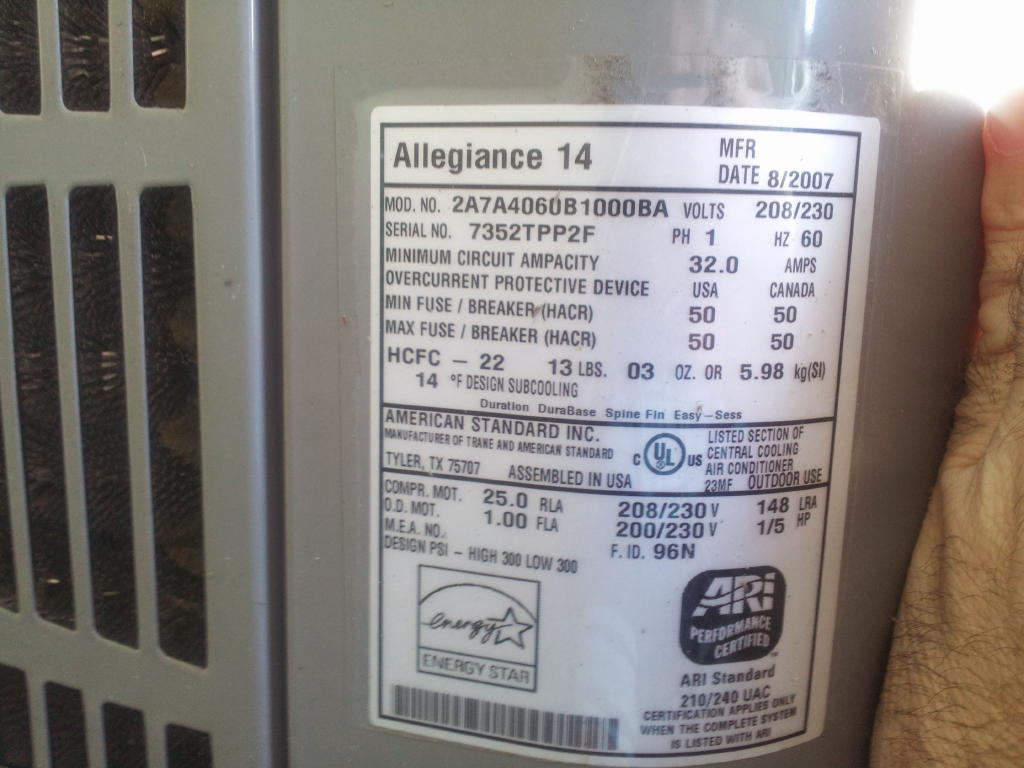 Allegiance 14
MFR
DATE 8/2007
MOD. NO. 2A7A4060B1000BA VOLTS 208/230
SERIAL NO. 7352TPP2F PH 1 HZ 60
MINIMUM CIRCUIT AMPACITY 32.0 AMPS
OVERCURRENT PROTECTIVE DEVICE USA CANADA
MIN FUSE / BREAKER (HACR) 50 50
MAX FUSE / BREAKER (HACR) 50 50
HCFC - 22 13 LBS. 03 OZ. OR 5.98 kg(SI)
14 °F DESIGN SUBCOOLING
Duration DuraBase Spine Fin Easy-Sess
AMERICAN STANDARD INC.
MANUFACTURER OF TRANE AND AMERICAN STANDARD
TYLER, TX 75707 ASSEMBLED IN USA
C UL US
LISTED SECTION OF
CENTRAL COOLING
AIR CONDITIONER
23MF OUTDOOR USE
COMPR. MOT. 25.0 RLA 208/230 V 148 LRA
O.D. MOT. 1.00 FLA 200/230 V 1/5 HP
M.E.A. NO. F. ID. 96N
DESIGN PSI - HIGH 300 LOW 300
energy
ENERGY STAR
ARI
PERFORMANCE
CERTIFIED™
ARI Standard
210/240 UAC
CERTIFICATION APPLIES ONLY
WHEN THE COMPLETE SYSTEM
IS LISTED WITH ARI